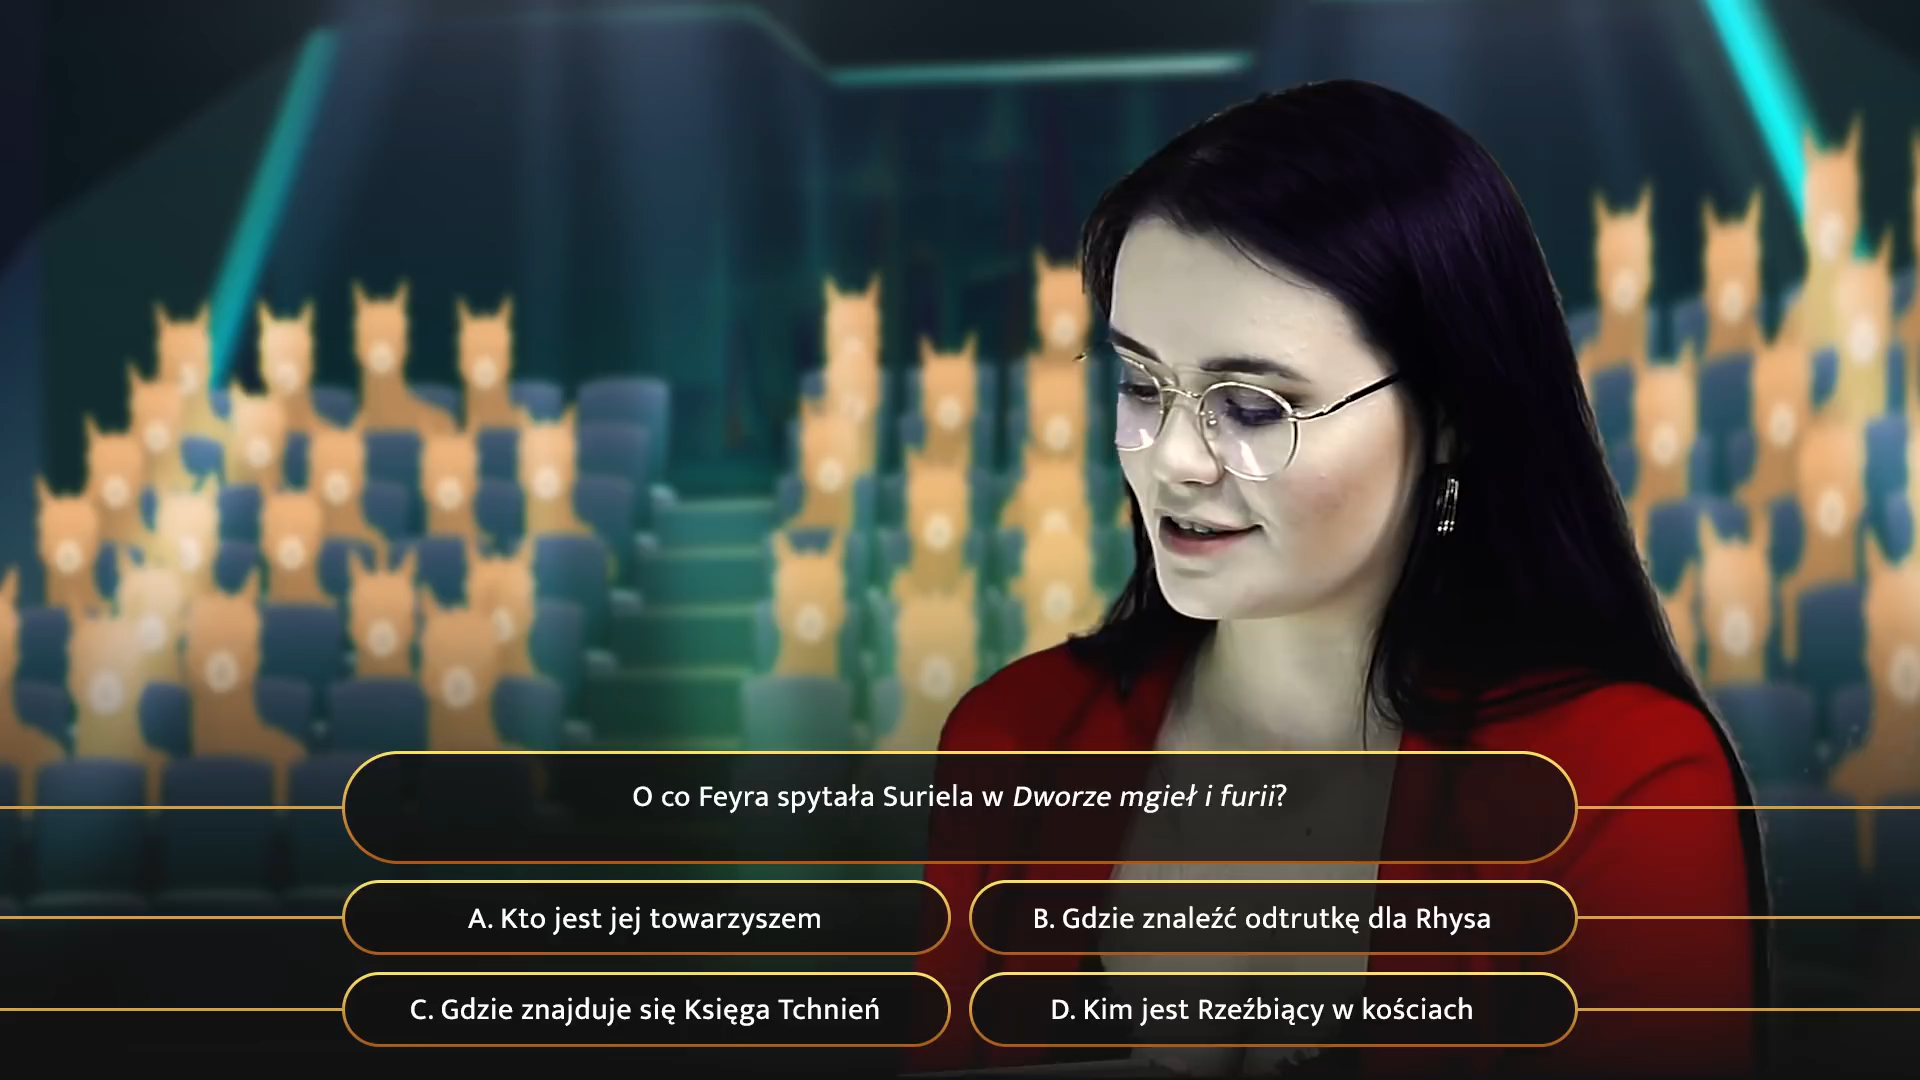 O co Feyra spytała Suriela w Dworze mgieł i furii?
A. Kto jest jej towarzyszem
B. Gdzie znaleźć odtrutkę dla Rhysa
C. Gdzie znajduje się Księga Tchnień
D. Kim jest Rzeźbiący w kościach